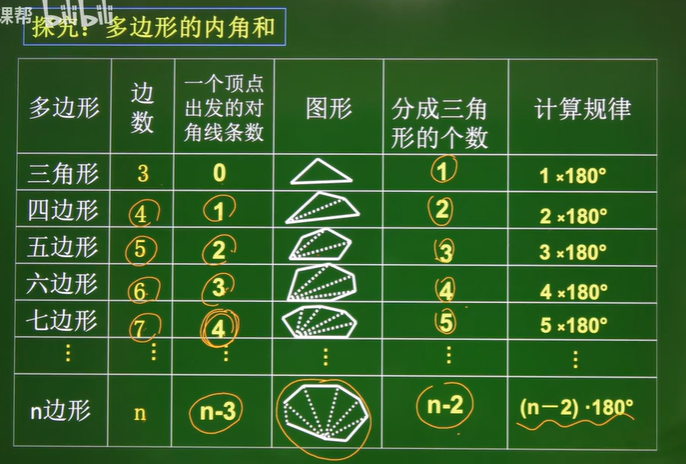 课帮 bilibili
探究：多边形的内角和
多边形 边数 一个顶点出发的对角线条数 图形 分成三角形的个数 计算规律
三角形 3 0 1 1×180°
四边形 4 1 2 2×180°
五边形 5 2 3 3×180°
六边形 6 3 4 4×180°
七边形 7 4 5 5×180°
⋮ ⋮ ⋮ ⋮ ⋮ ⋮
n边形 n n-3 n-2 (n－2)·180°